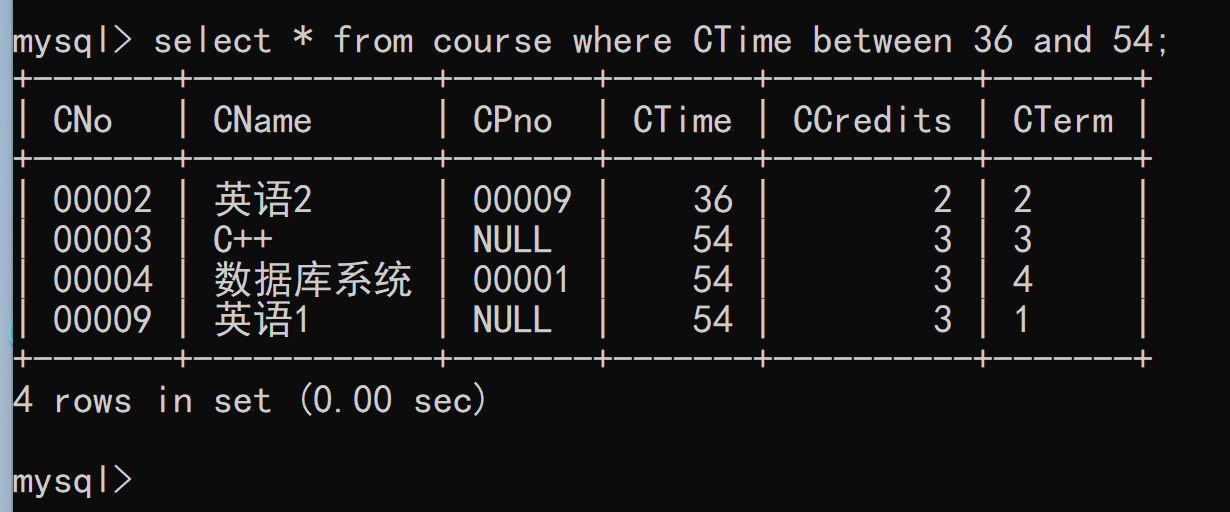 mysql> select * from course where CTime between 36 and 54;
+-------+------------+-------+-------+----------+-------+
| CNo   | CName      | CPno  | CTime | CCredits | CTerm |
+-------+------------+-------+-------+----------+-------+
| 00002 | 英语2      | 00009 |    36 |        2 | 2     |
| 00003 | C++        | NULL  |    54 |        3 | 3     |
| 00004 | 数据库系统 | 00001 |    54 |        3 | 4     |
| 00009 | 英语1      | NULL  |    54 |        3 | 1     |
+-------+------------+-------+-------+----------+-------+
4 rows in set (0.00 sec)
mysql>